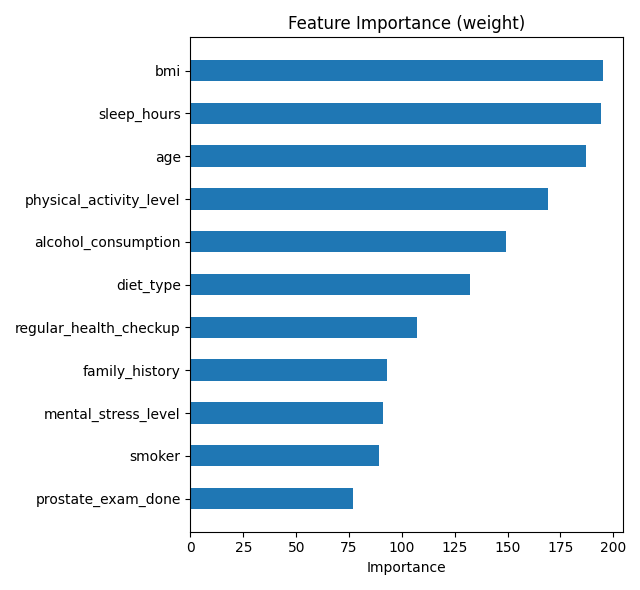 Feature Importance (weight)
bmi
sleep_hours
age
physical_activity_level
alcohol_consumption
diet_type
regular_health_checkup
family_history
mental_stress_level
smoker
prostate_exam_done
0 25 50 75 100 125 150 175 200
Importance